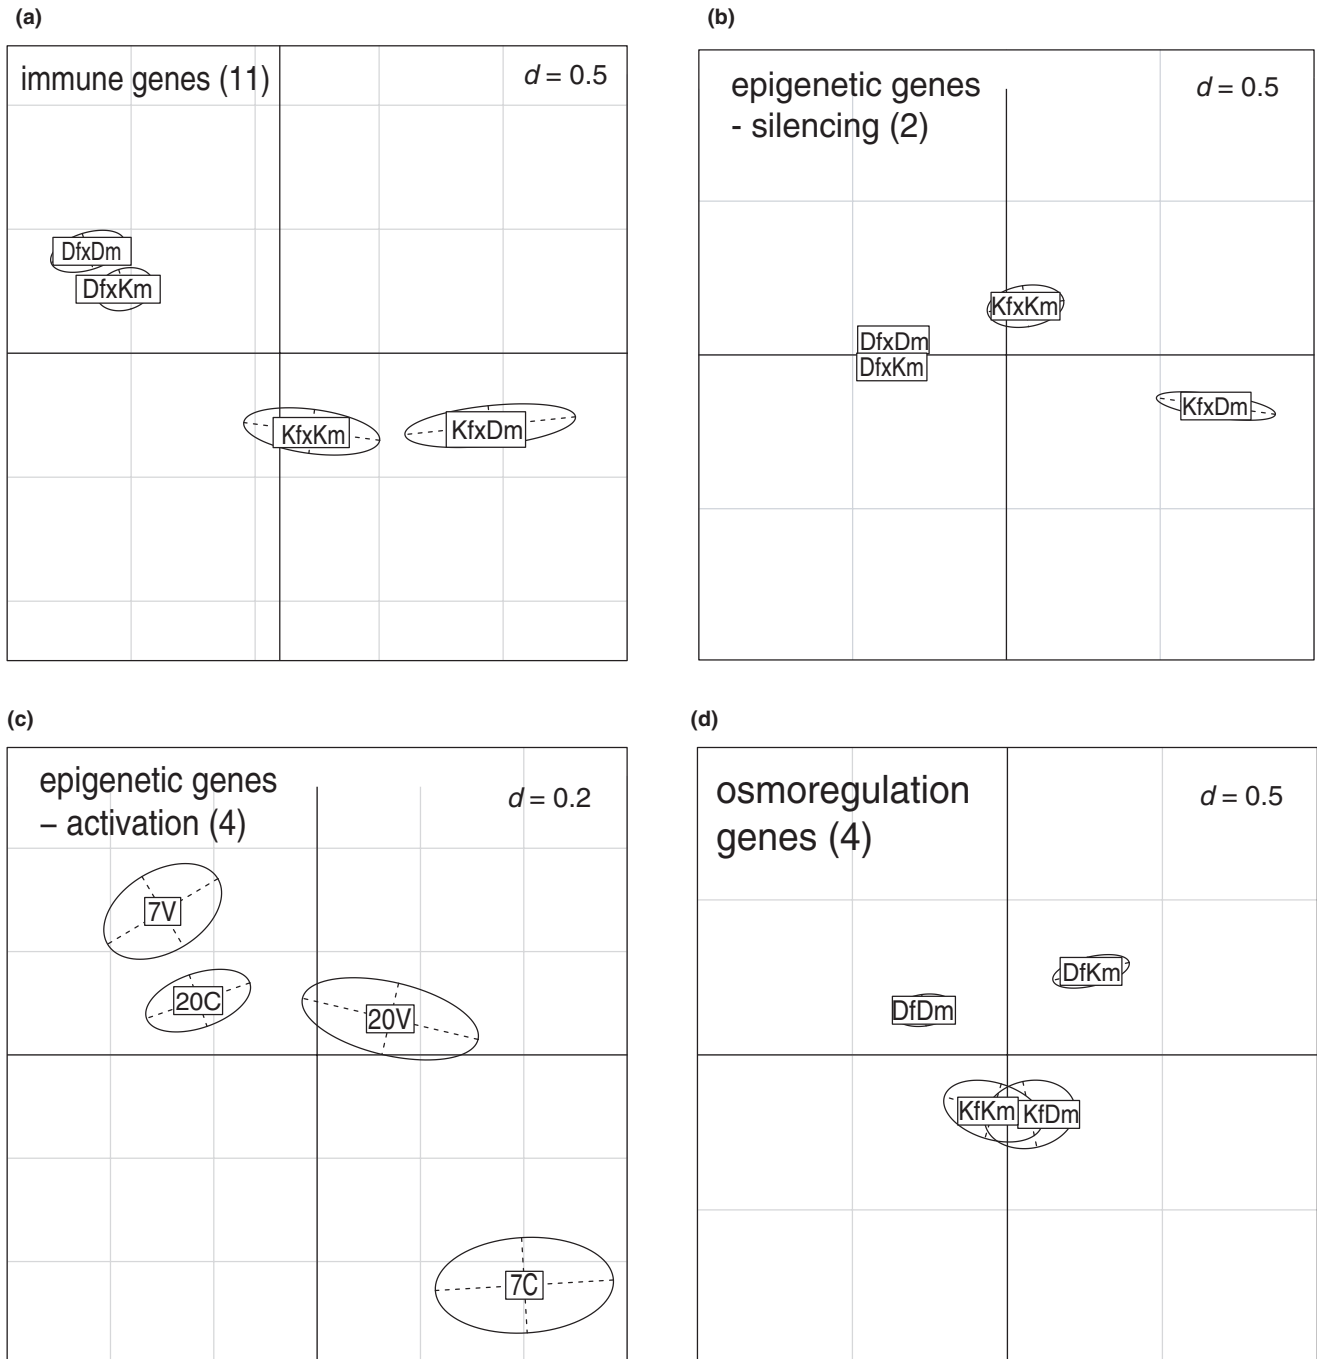 (a)
immune genes (11)
d = 0.5
DfxDm
DfxKm
KfxKm
KfxDm
(b)
epigenetic genes
- silencing (2)
d = 0.5
KfxKm
DfxDm
DfxKm
KfxDm
(c)
epigenetic genes
– activation (4)
d = 0.2
7V
20C
20V
7C
(d)
osmoregulation
genes (4)
d = 0.5
DfKm
DfDm
KfKm
KfDm